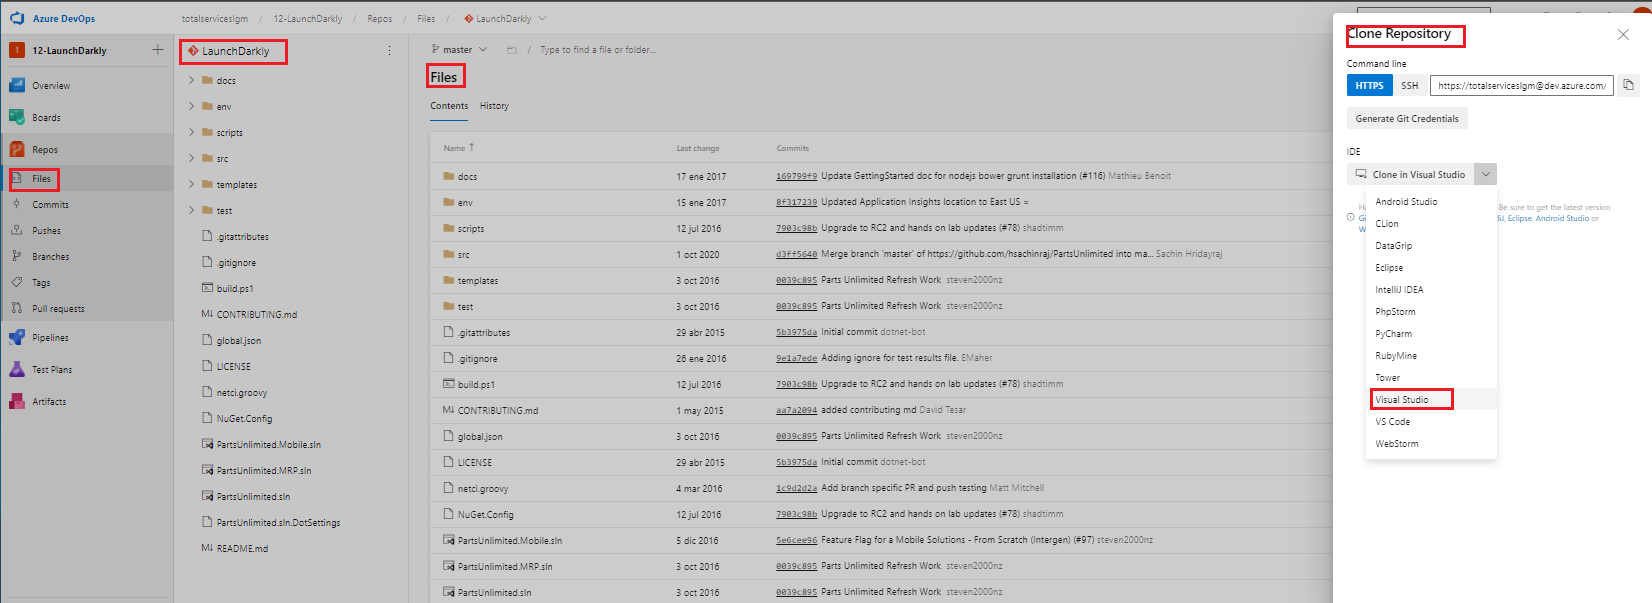 Azure DevOps
totalserviceslgm / 12-LaunchDarkly / Repos / Files / LaunchDarkly
1 12-LaunchDarkly
Overview
Boards
Repos
Files
Commits
Pushes
Branches
Tags
Pull requests
Pipelines
Test Plans
Artifacts
LaunchDarkly
docs
env
scripts
src
templates
test
.gitattributes
.gitignore
build.ps1
M↓ CONTRIBUTING.md
global.json
LICENSE
netci.groovy
NuGet.Config
PartsUnlimited.Mobile.sln
PartsUnlimited.MRP.sln
PartsUnlimited.sln
PartsUnlimited.sln.DotSettings
M↓ README.md
master / Type to find a file or folder...
Files
Contents History
Name ↑ Last change Commits
docs 17 ene 2017 169799f9 Update GettingStarted doc for nodejs bower grunt installation (#116) Mathieu Benoit
env 15 ene 2017 8f317239 Updated Application Insights location to East US =
scripts 12 jul 2016 7903c98b Upgrade to RC2 and hands on lab updates (#78) shadtimm
src 1 oct 2020 d3ff5640 Merge branch 'master' of https://github.com/hsachinraj/PartsUnlimited into ma... Sachin Hridayraj
templates 3 oct 2016 0039c895 Parts Unlimited Refresh Work steven2000nz
test 3 oct 2016 0039c895 Parts Unlimited Refresh Work steven2000nz
.gitattributes 29 abr 2015 5b3975da Initial commit dotnet-bot
.gitignore 26 ene 2016 9e1a7ede Adding ignore for test results file. EMaher
build.ps1 12 jul 2016 7903c98b Upgrade to RC2 and hands on lab updates (#78) shadtimm
M↓ CONTRIBUTING.md 1 may 2015 aa7a2094 added contributing md David Tesar
global.json 3 oct 2016 0039c895 Parts Unlimited Refresh Work steven2000nz
LICENSE 29 abr 2015 5b3975da Initial commit dotnet-bot
netci.groovy 4 mar 2016 1c9d2d2a Add branch specific PR and push testing Matt Mitchell
NuGet.Config 12 jul 2016 7903c98b Upgrade to RC2 and hands on lab updates (#78) shadtimm
PartsUnlimited.Mobile.sln 5 dic 2016 5e6cee96 Feature Flag for a Mobile Solutions - From Scratch (Intergen) (#97) steven2000nz
PartsUnlimited.MRP.sln 3 oct 2016 0039c895 Parts Unlimited Refresh Work steven2000nz
PartsUnlimited.sln 3 oct 2016 0039c895 Parts Unlimited Refresh Work steven2000nz
Clone Repository
Command line
HTTPS SSH https://totalserviceslgm@dev.azure.com/
Generate Git Credentials
IDE
Clone in Visual Studio
Be sure to get the latest version
Eclipse, Android Studio or
Android Studio
CLion
DataGrip
Eclipse
IntelliJ IDEA
PhpStorm
PyCharm
RubyMine
Tower
Visual Studio
VS Code
WebStorm